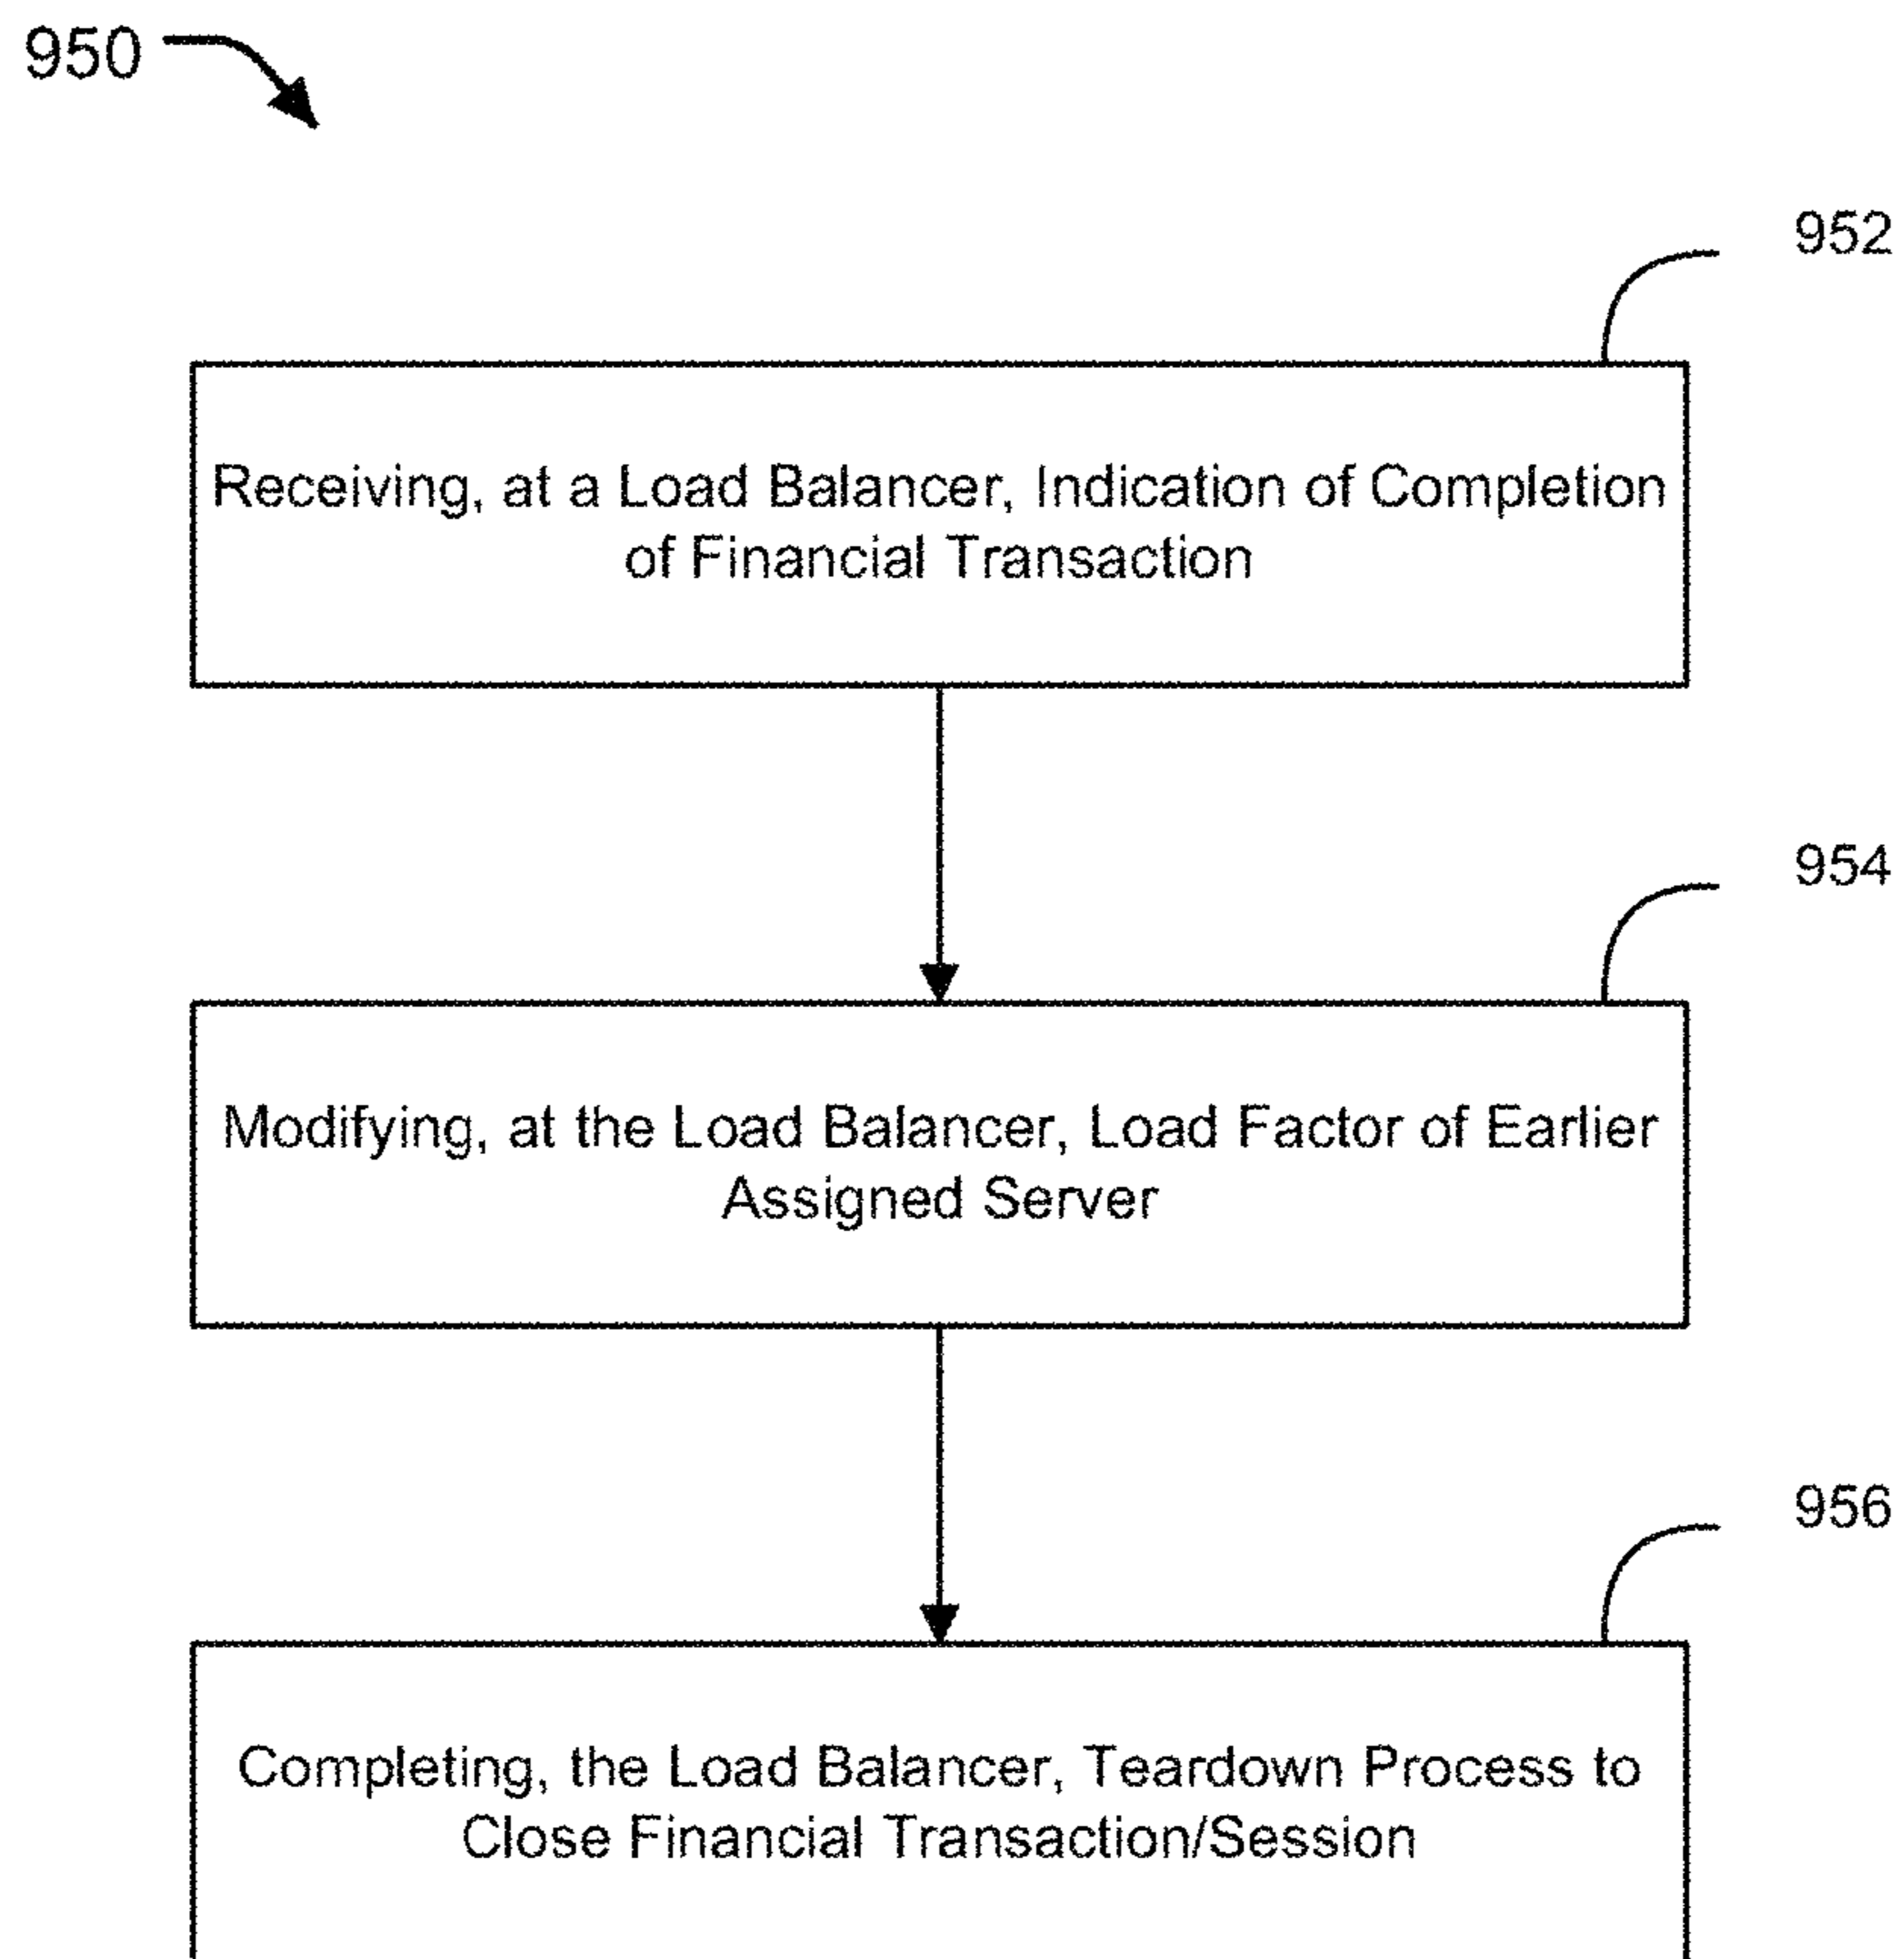 950
952
Receiving, at a Load Balancer, Indication of Completion
of Financial Transaction
954
Modifying, at the Load Balancer, Load Factor of Earlier
Assigned Server
956
Completing, the Load Balancer, Teardown Process to
Close Financial Transaction/Session